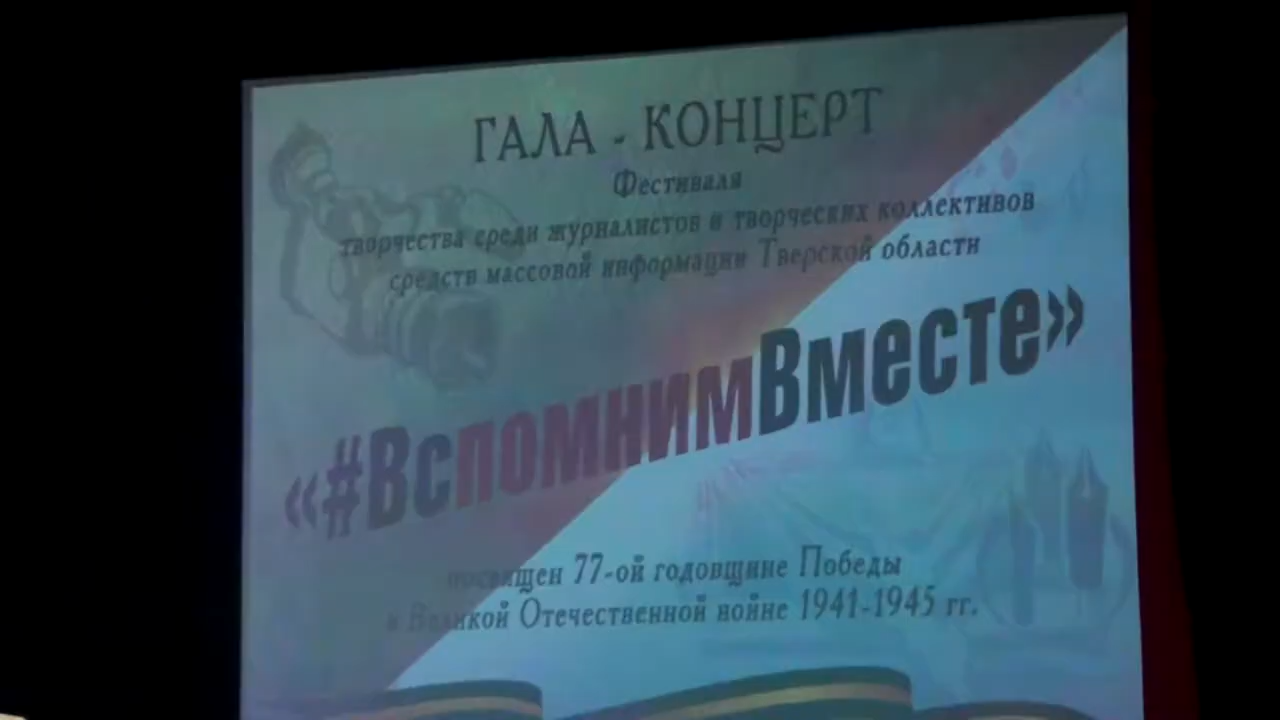 ГАЛА - КОНЦЕРТ
Фестиваля
творчества среди журналистов и творческих коллективов
средств массовой информации Тверской области
«#ВспомнимВместе»
посвящен 77-ой годовщине Победы
в Великой Отечественной войне 1941-1945 гг.